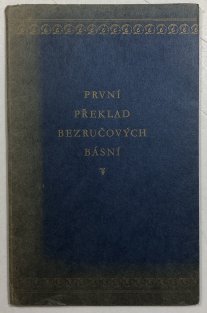 PRVNÍ
PŘEKLAD
BEZRUČOVÝCH
BÁSNÍ